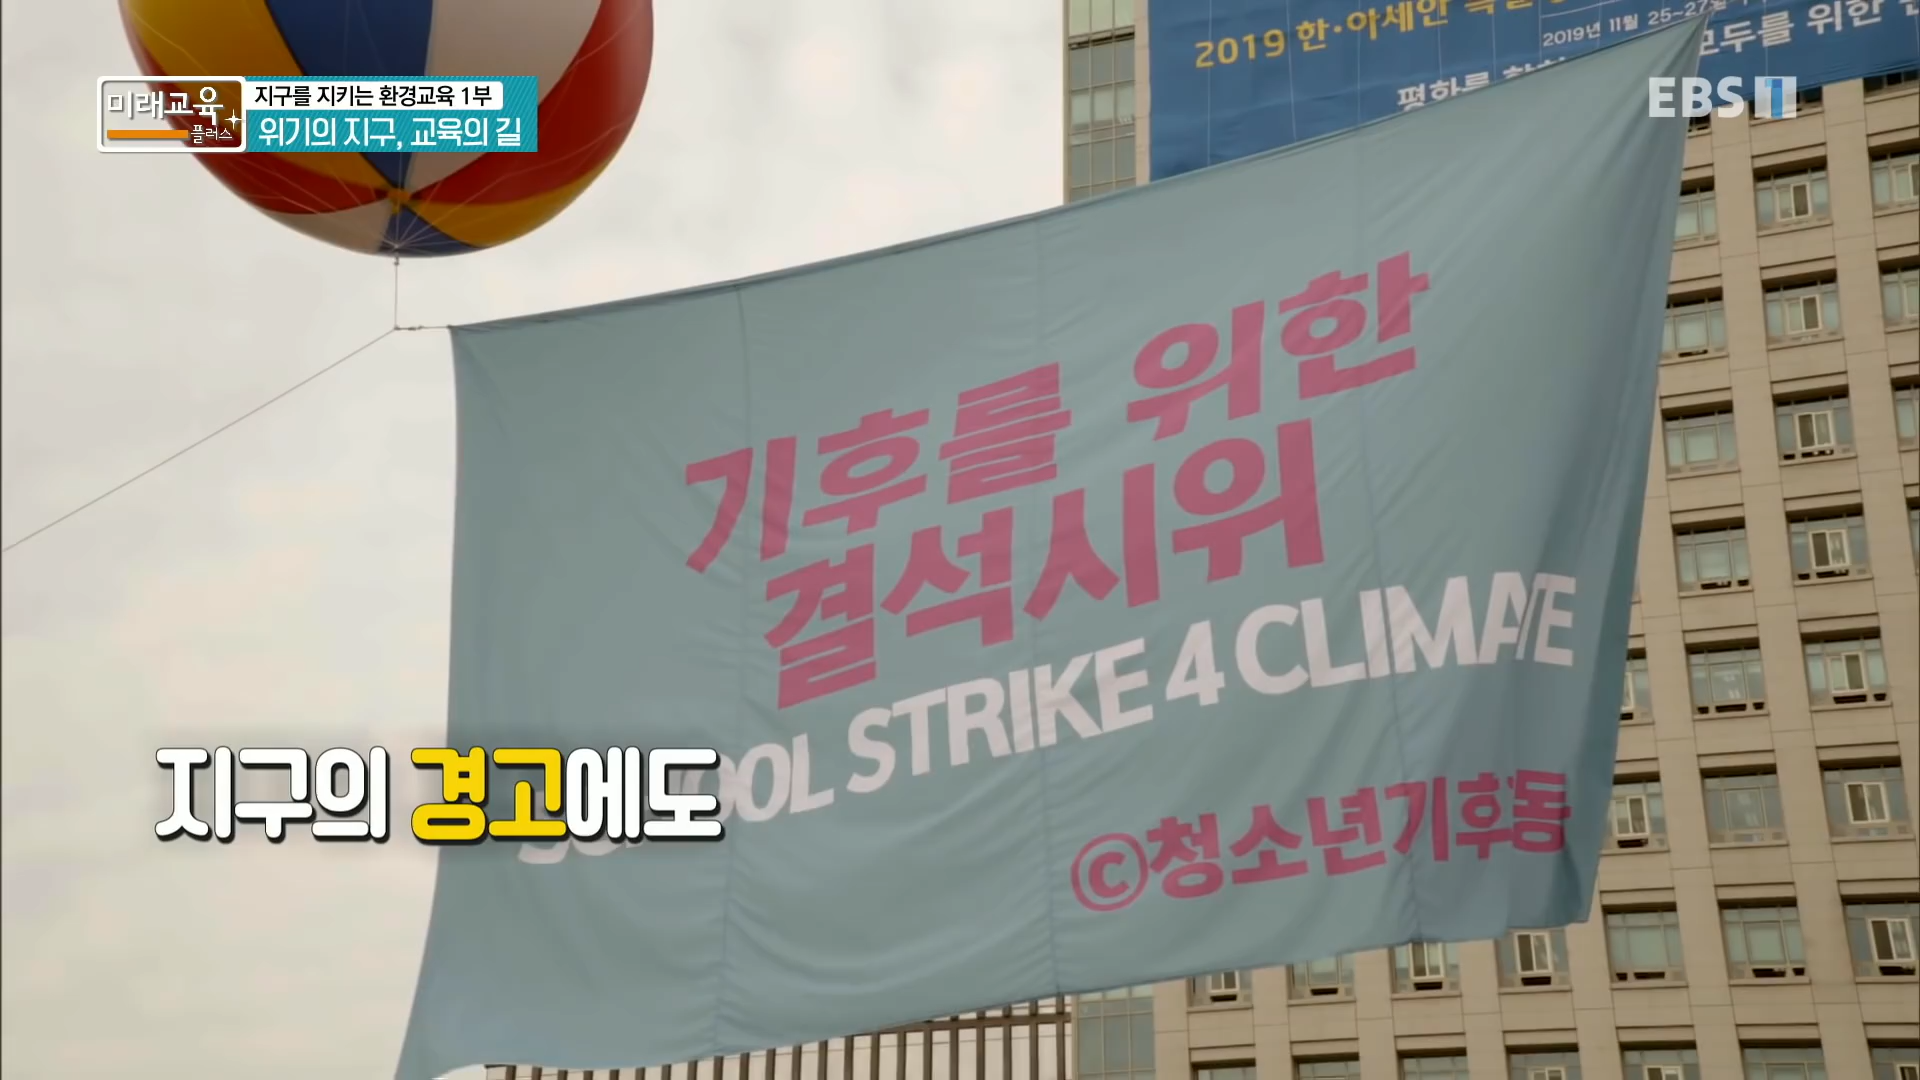 미래교육
플러스
지구를 지키는 환경교육 1부
위기의 지구, 교육의 길
EBS 1
2019 한·아세안
2019년 11월 25~27일
모두를 위한
평화를
기후를 위한
결석시위
STRIKE 4 CLIMATE
©청소년기후동
지구의 경고에도